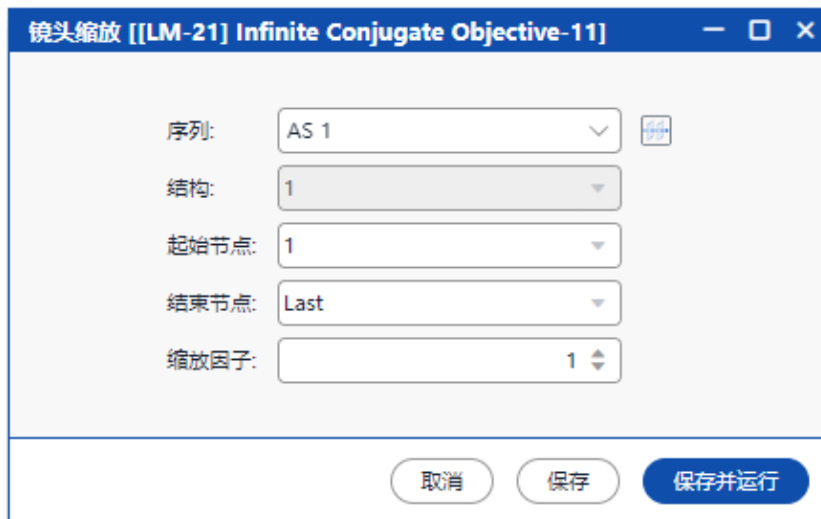 镜头缩放 [[LM-21] Infinite Conjugate Objective-11]
序列: AS 1
结构: 1
起始节点: 1
结束节点: Last
缩放因子: 1
取消 保存 保存并运行